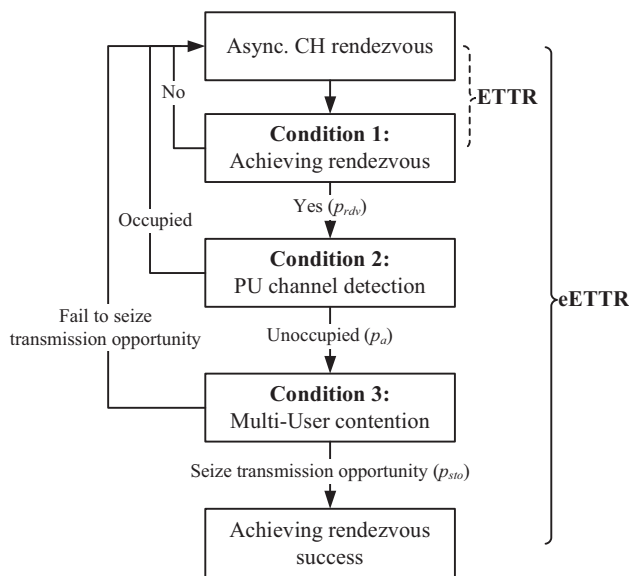 Async. CH rendezvous
ETTR
No
Condition 1:
Achieving rendezvous
Yes (p_rdv)
Occupied
Condition 2:
PU channel detection
eETTR
Fail to seize
transmission opportunity
Unoccupied (p_a)
Condition 3:
Multi-User contention
Seize transmission opportunity (p_sto)
Achieving rendezvous
success